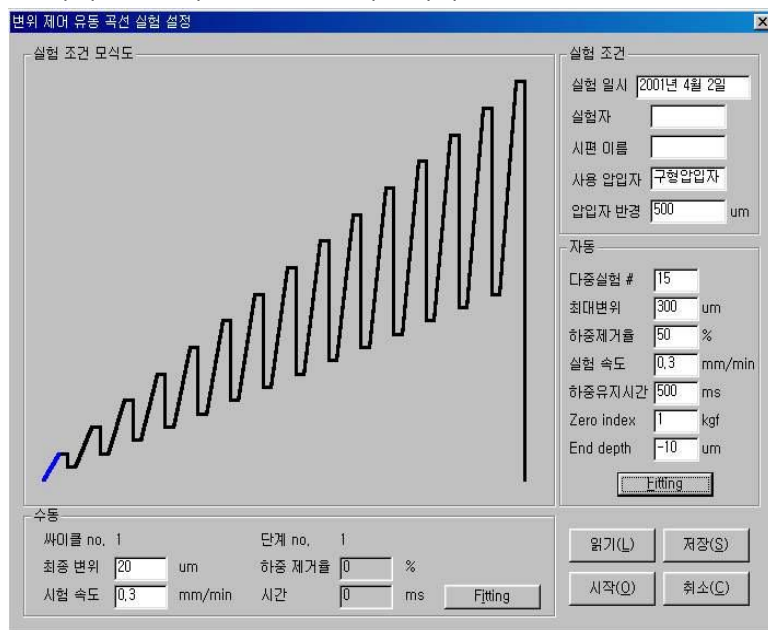 변위 제어 유동 곡선 실험 설정
실험 조건 모식도
실험 조건
실험 일시 2001년 4월 2일
실험자
시편 이름
사용 압입자 구형압입자
압입자 반경 500 um
자동
다중실험 # 15
최대변위 300 um
하중제거율 50 %
실험 속도 0,3 mm/min
하중유지시간 500 ms
Zero index 1 kgf
End depth -10 um
Fitting
수동
싸이클 no, 1 단계 no, 1
최종 변위 20 um 하중 제거율 0 %
시험 속도 0,3 mm/min 시간 0 ms Fitting
읽기(L) 저장(S)
시작(O) 취소(C)